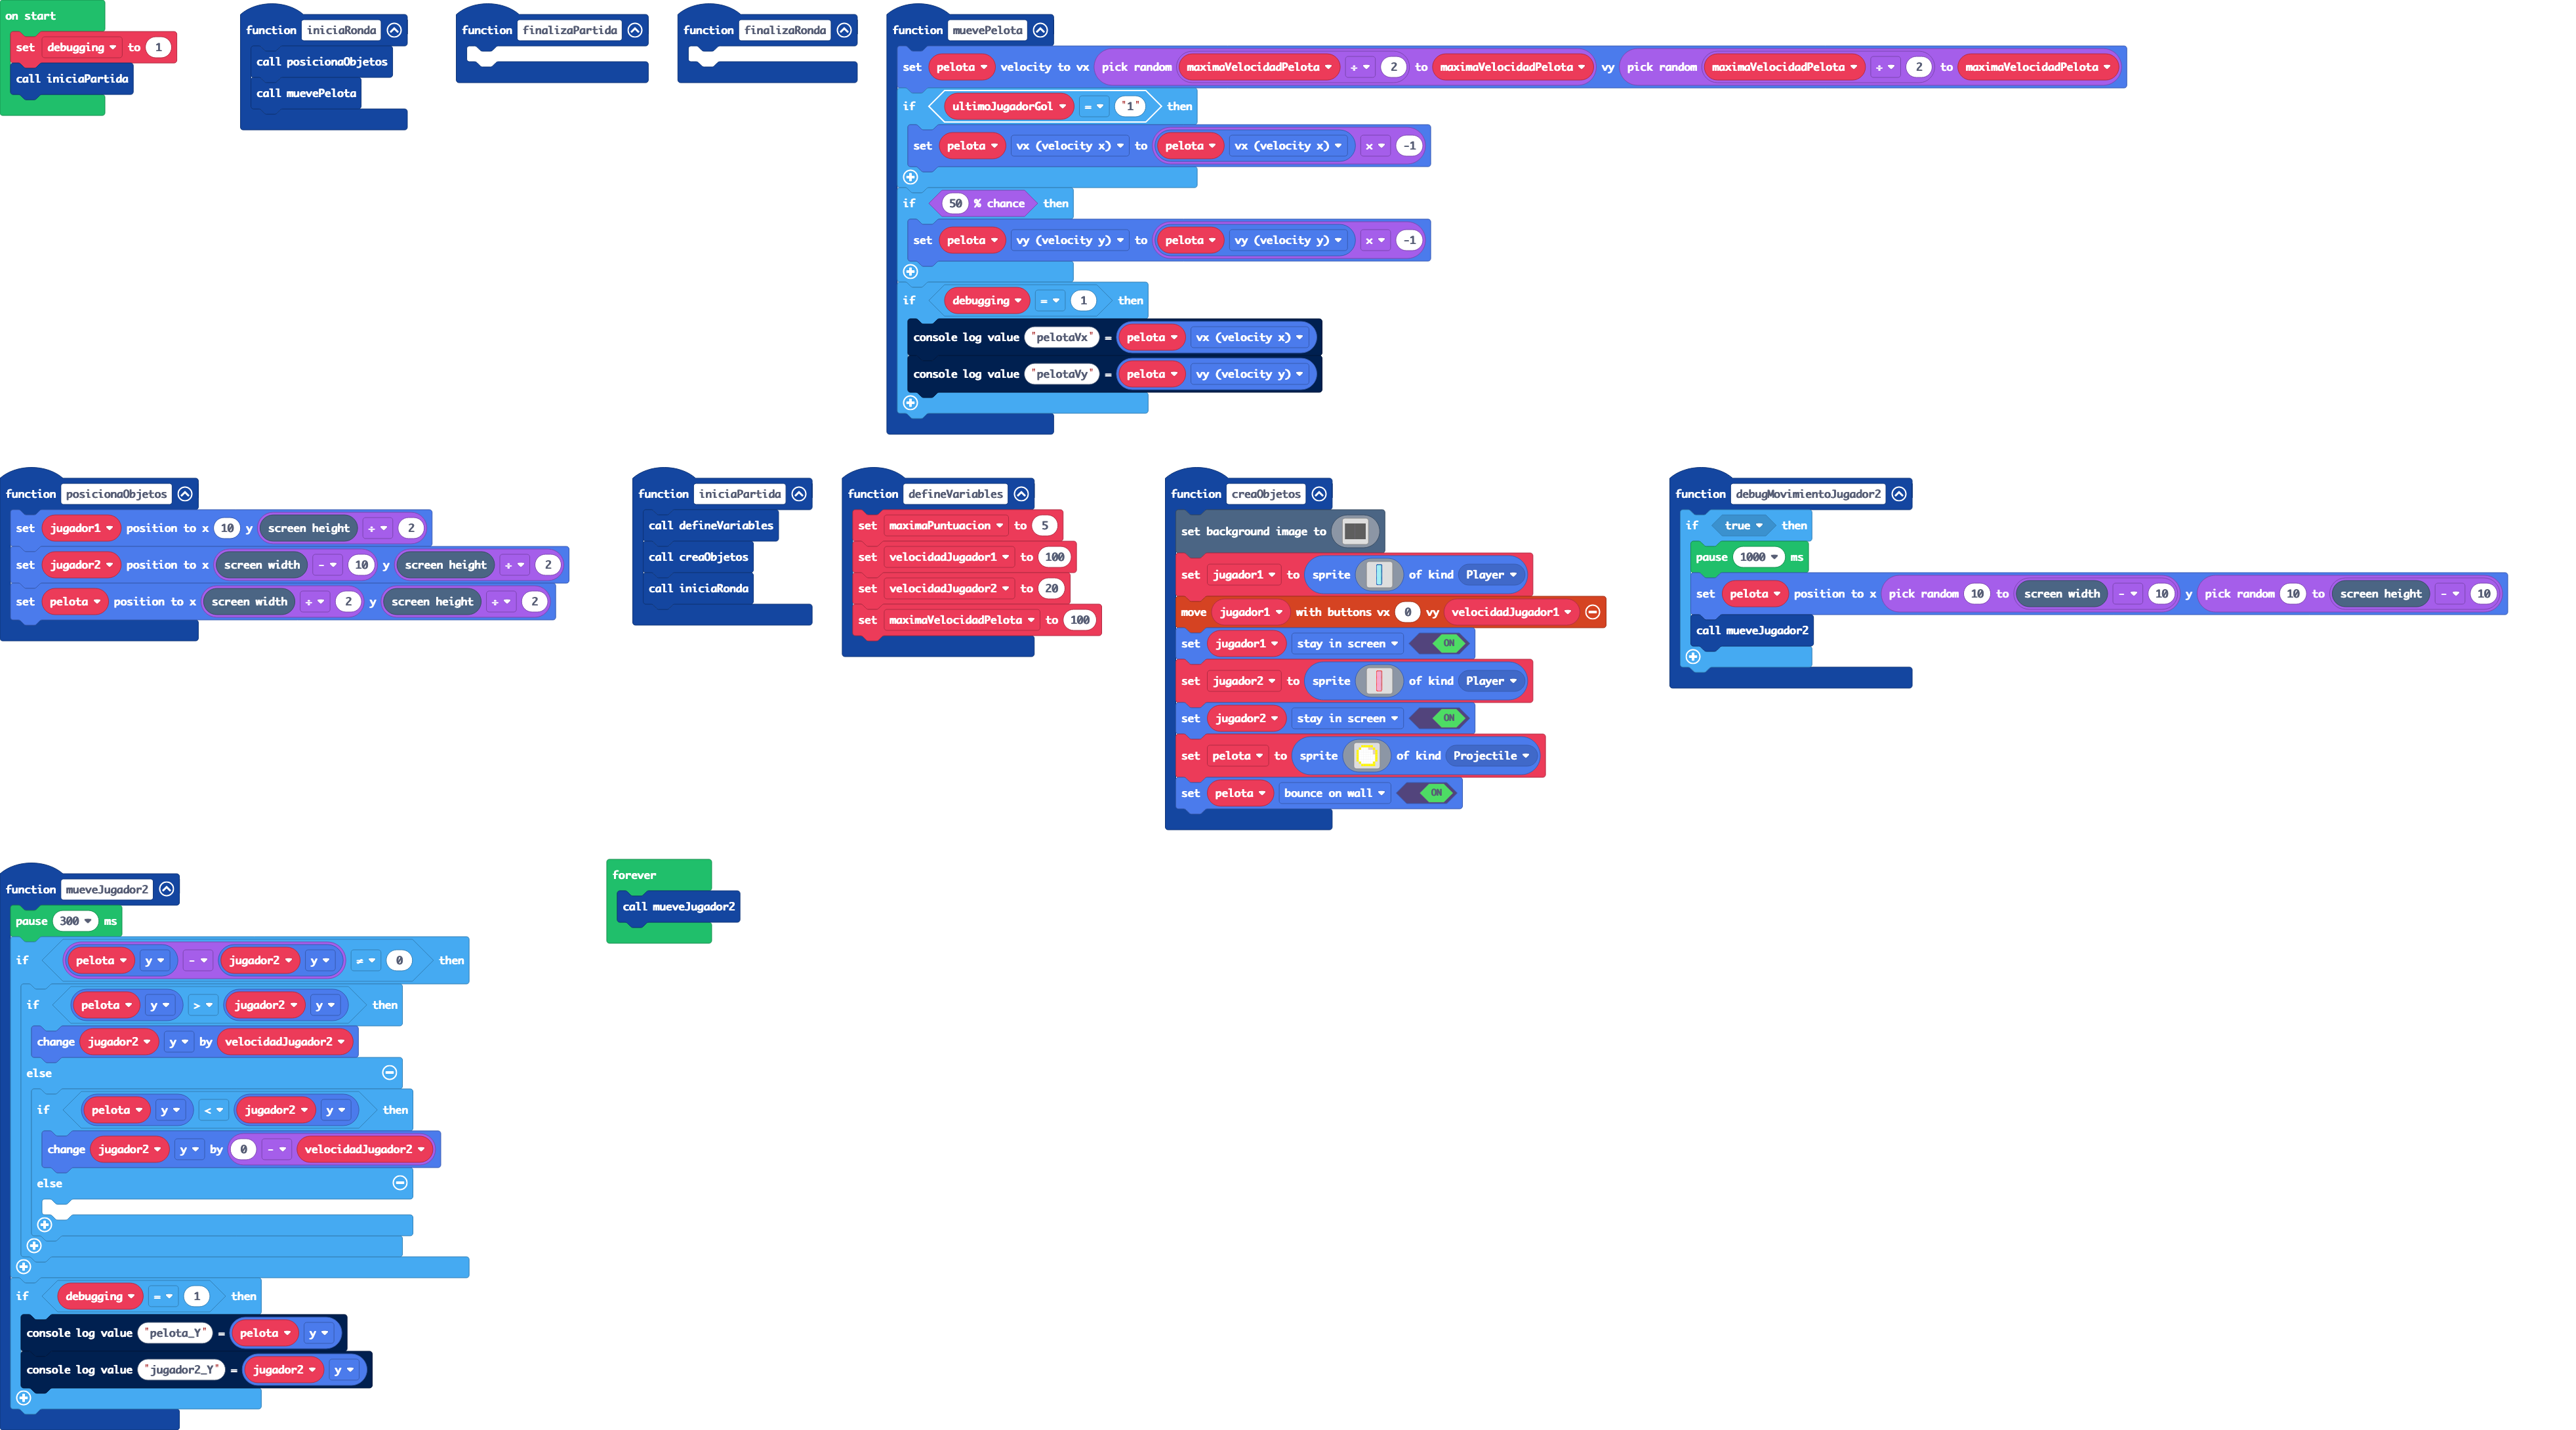 on start
set debugging to 1
call iniciaPartida
function iniciaRonda
call posicionaObjetos
call muevePelota
function finalizaPartida
function finalizaRonda
function muevePelota
set pelota velocity to vx pick random maximaVelocidadPelota ÷ 2 to maximaVelocidadPelota vy pick random maximaVelocidadPelota ÷ 2 to maximaVelocidadPelota
if ultimoJugadorGol = "1" then
set pelota vx (velocity x) to pelota vx (velocity x) x -1
if 50 % chance then
set pelota vy (velocity y) to pelota vy (velocity y) x -1
if debugging = 1 then
console log value "pelotaVx" = pelota vx (velocity x)
console log value "pelotaVy" = pelota vy (velocity y)
function posicionaObjetos
set jugador1 position to x 10 y screen height ÷ 2
set jugador2 position to x screen width - 10 y screen height ÷ 2
set pelota position to x screen width ÷ 2 y screen height ÷ 2
function iniciaPartida
call defineVariables
call creaObjetos
call iniciaRonda
function defineVariables
set maximaPuntuacion to 5
set velocidadJugador1 to 100
set velocidadJugador2 to 20
set maximaVelocidadPelota to 100
function creaObjetos
set background image to
set jugador1 to sprite of kind Player
move jugador1 with buttons vx 0 vy velocidadJugador1
set jugador1 stay in screen ON
set jugador2 to sprite of kind Player
set jugador2 stay in screen ON
set pelota to sprite of kind Projectile
set pelota bounce on wall ON
function debugMovimientoJugador2
if true then
pause 1000 ms
set pelota position to x pick random 10 to screen width - 10 y pick random 10 to screen height - 10
call mueveJugador2
function mueveJugador2
pause 300 ms
if pelota y - jugador2 y ≠ 0 then
if pelota y > jugador2 y then
change jugador2 y by velocidadJugador2
else
if pelota y < jugador2 y then
change jugador2 y by 0 - velocidadJugador2
else
if debugging = 1 then
console log value "pelota_Y" = pelota y
console log value "jugador2_Y" = jugador2 y
forever
call mueveJugador2